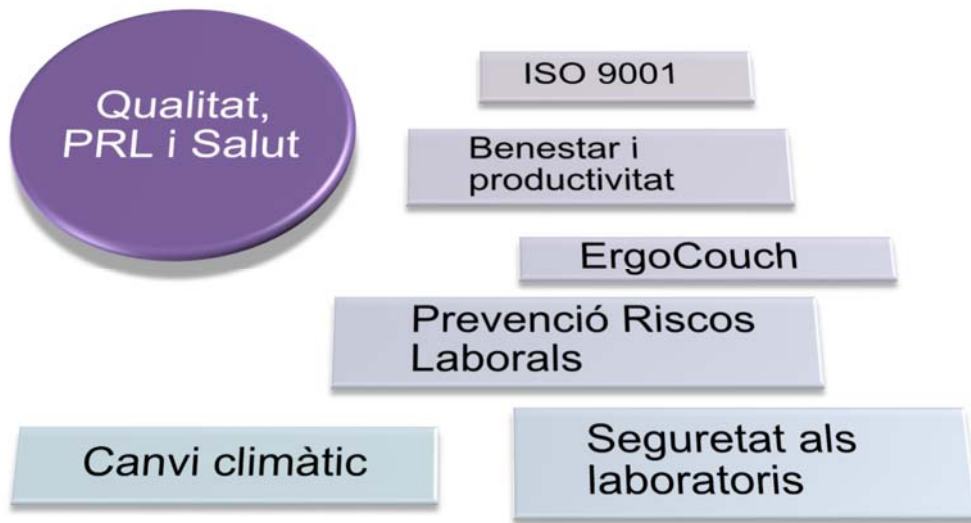 Qualitat,
PRL i Salut
ISO 9001
Benestar i
productivitat
ErgoCouch
Prevenció Riscos
Laborals
Canvi climàtic
Seguretat als
laboratoris